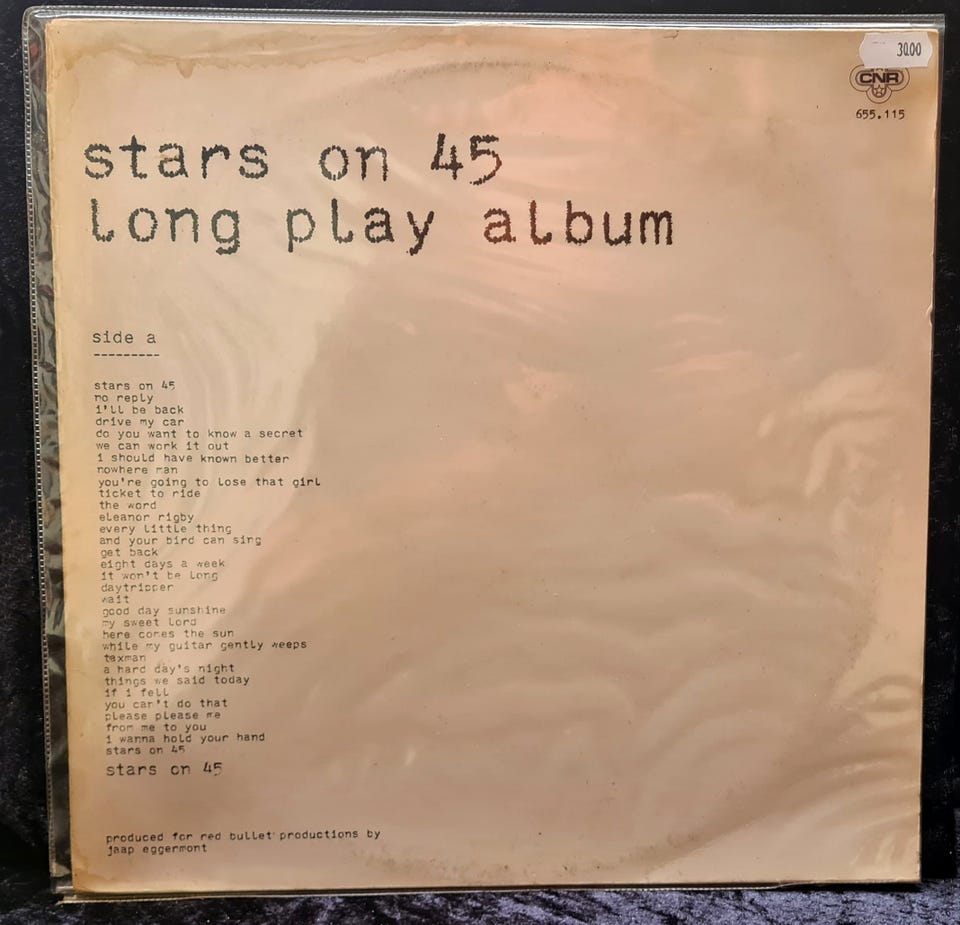 3000
CNR
655.115
stars on 45
long play album
side a
---------
stars on 45
no reply
i'll be back
drive my car
do you want to know a secret
we can work it out
i should have known better
nowhere man
you're going to lose that girl
ticket to ride
the word
eleanor rigby
every little thing
and your bird can sing
get back
eight days a week
it won't be long
daytripper
wait
good day sunshine
my sweet lord
here comes the sun
while my guitar gently weeps
taxman
a hard day's night
things we said today
if i fell
you can't do that
please please me
from me to you
i wanna hold your hand
stars on 45
stars on 45
produced for red bullet productions by
jaap eggermont